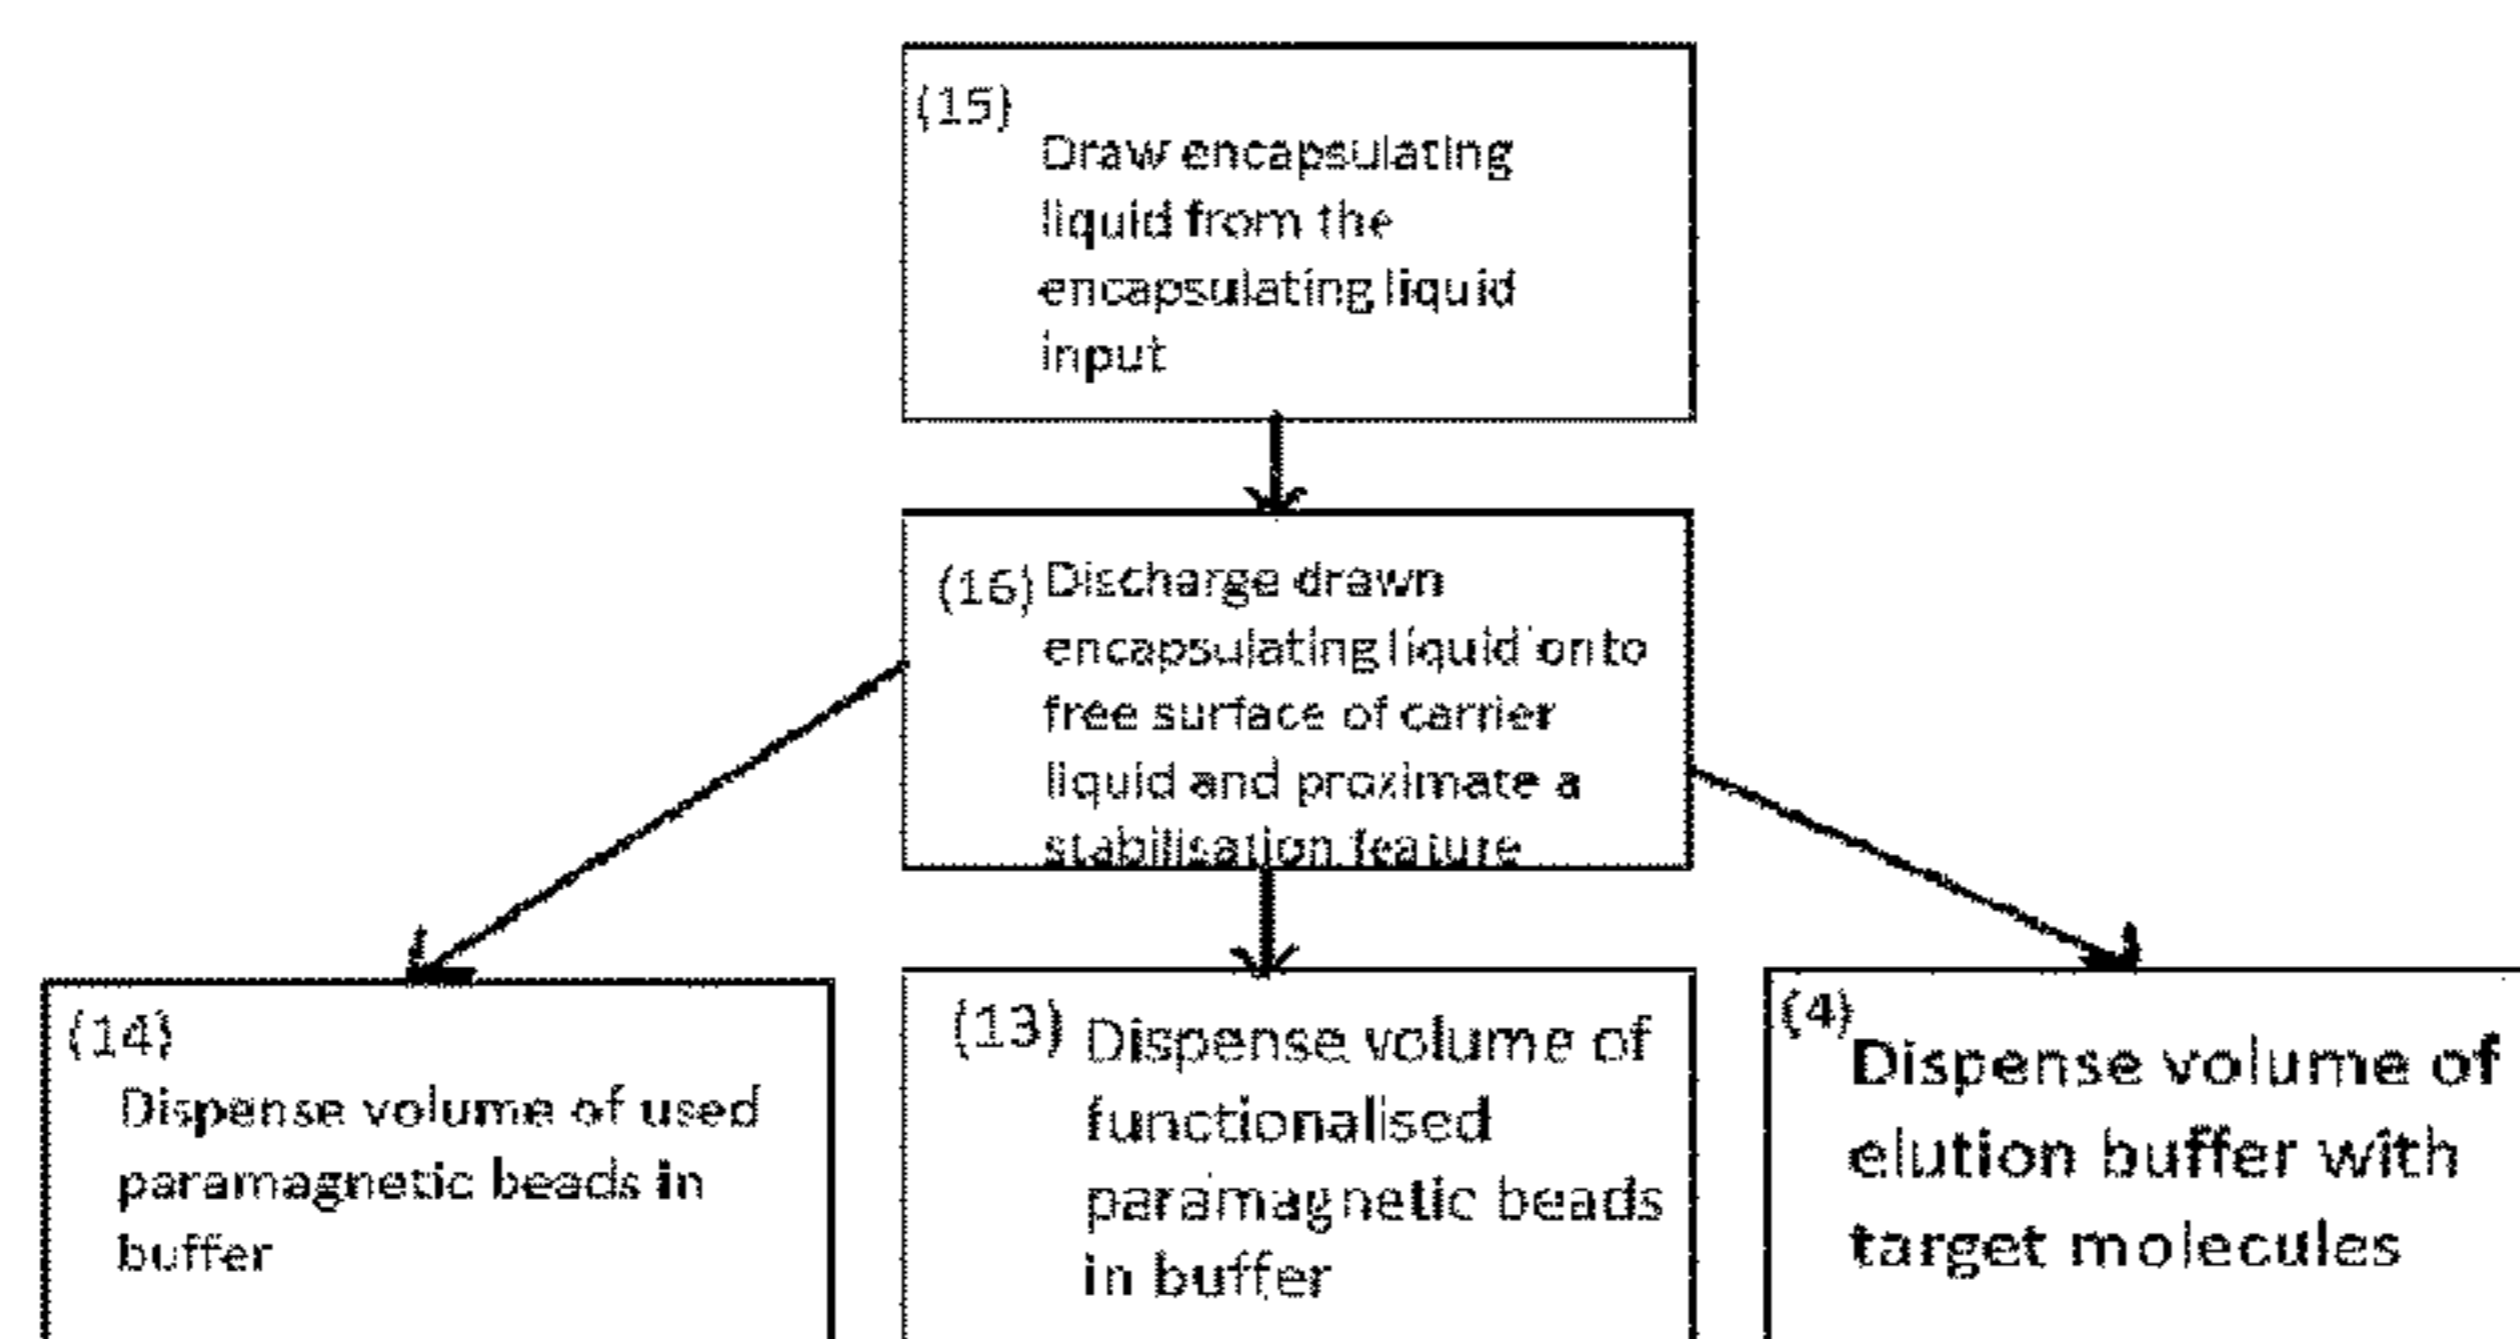 (15)
Draw encapsulating
liquid from the
encapsulating liquid
input
(16) Discharge drawn
encapsulating liquid onto
free surface of carrier
liquid and proximate a
stabilisation feature
(14)
Dispense volume of used
paramagnetic beads in
buffer
(13) Dispense volume of
functionalised
paramagnetic beads
in buffer
(4)
Dispense volume of
elution buffer with
target molecules